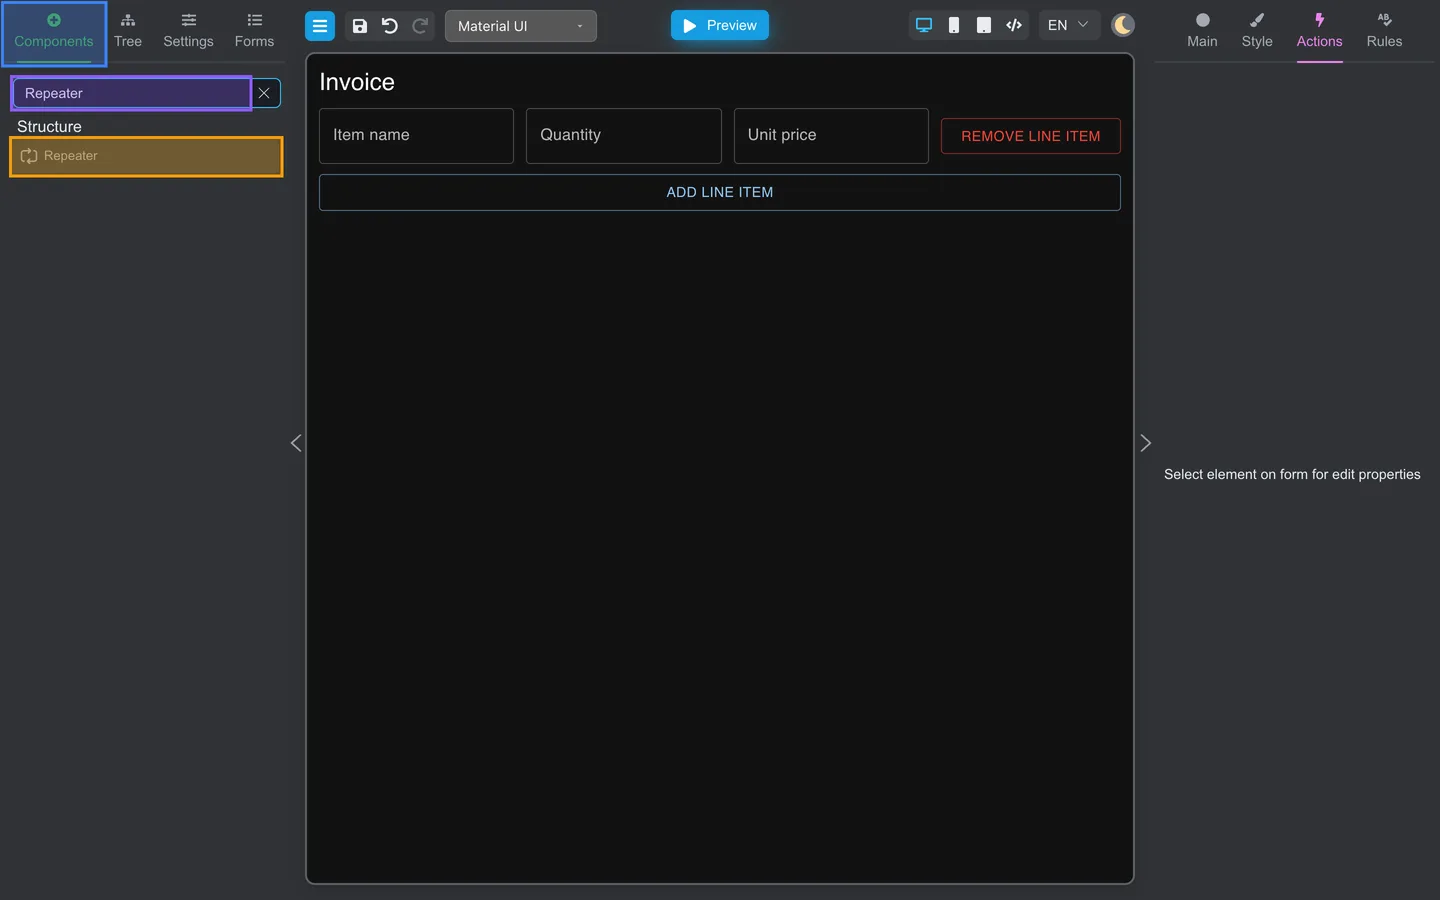 Components
Tree
Settings
Forms
Material UI
Preview
EN
Main
Style
Actions
AB
Rules
Repeater
Structure
Repeater
Invoice
Item name
Quantity
Unit price
REMOVE LINE ITEM
ADD LINE ITEM
Select element on form for edit properties